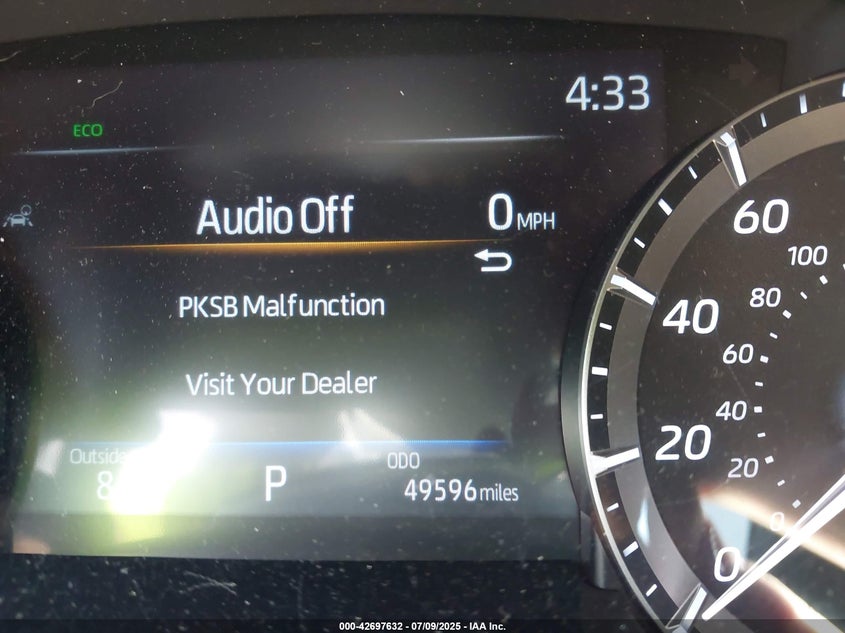 4:33
ECO
Audio Off
0 MPH
PKSB Malfunction
Visit Your Dealer
Outside
P
ODO
49596 miles
60
40
20
0
100
80
60
40
20
0
000-42697632 - 07/09/2025 - IAA Inc.